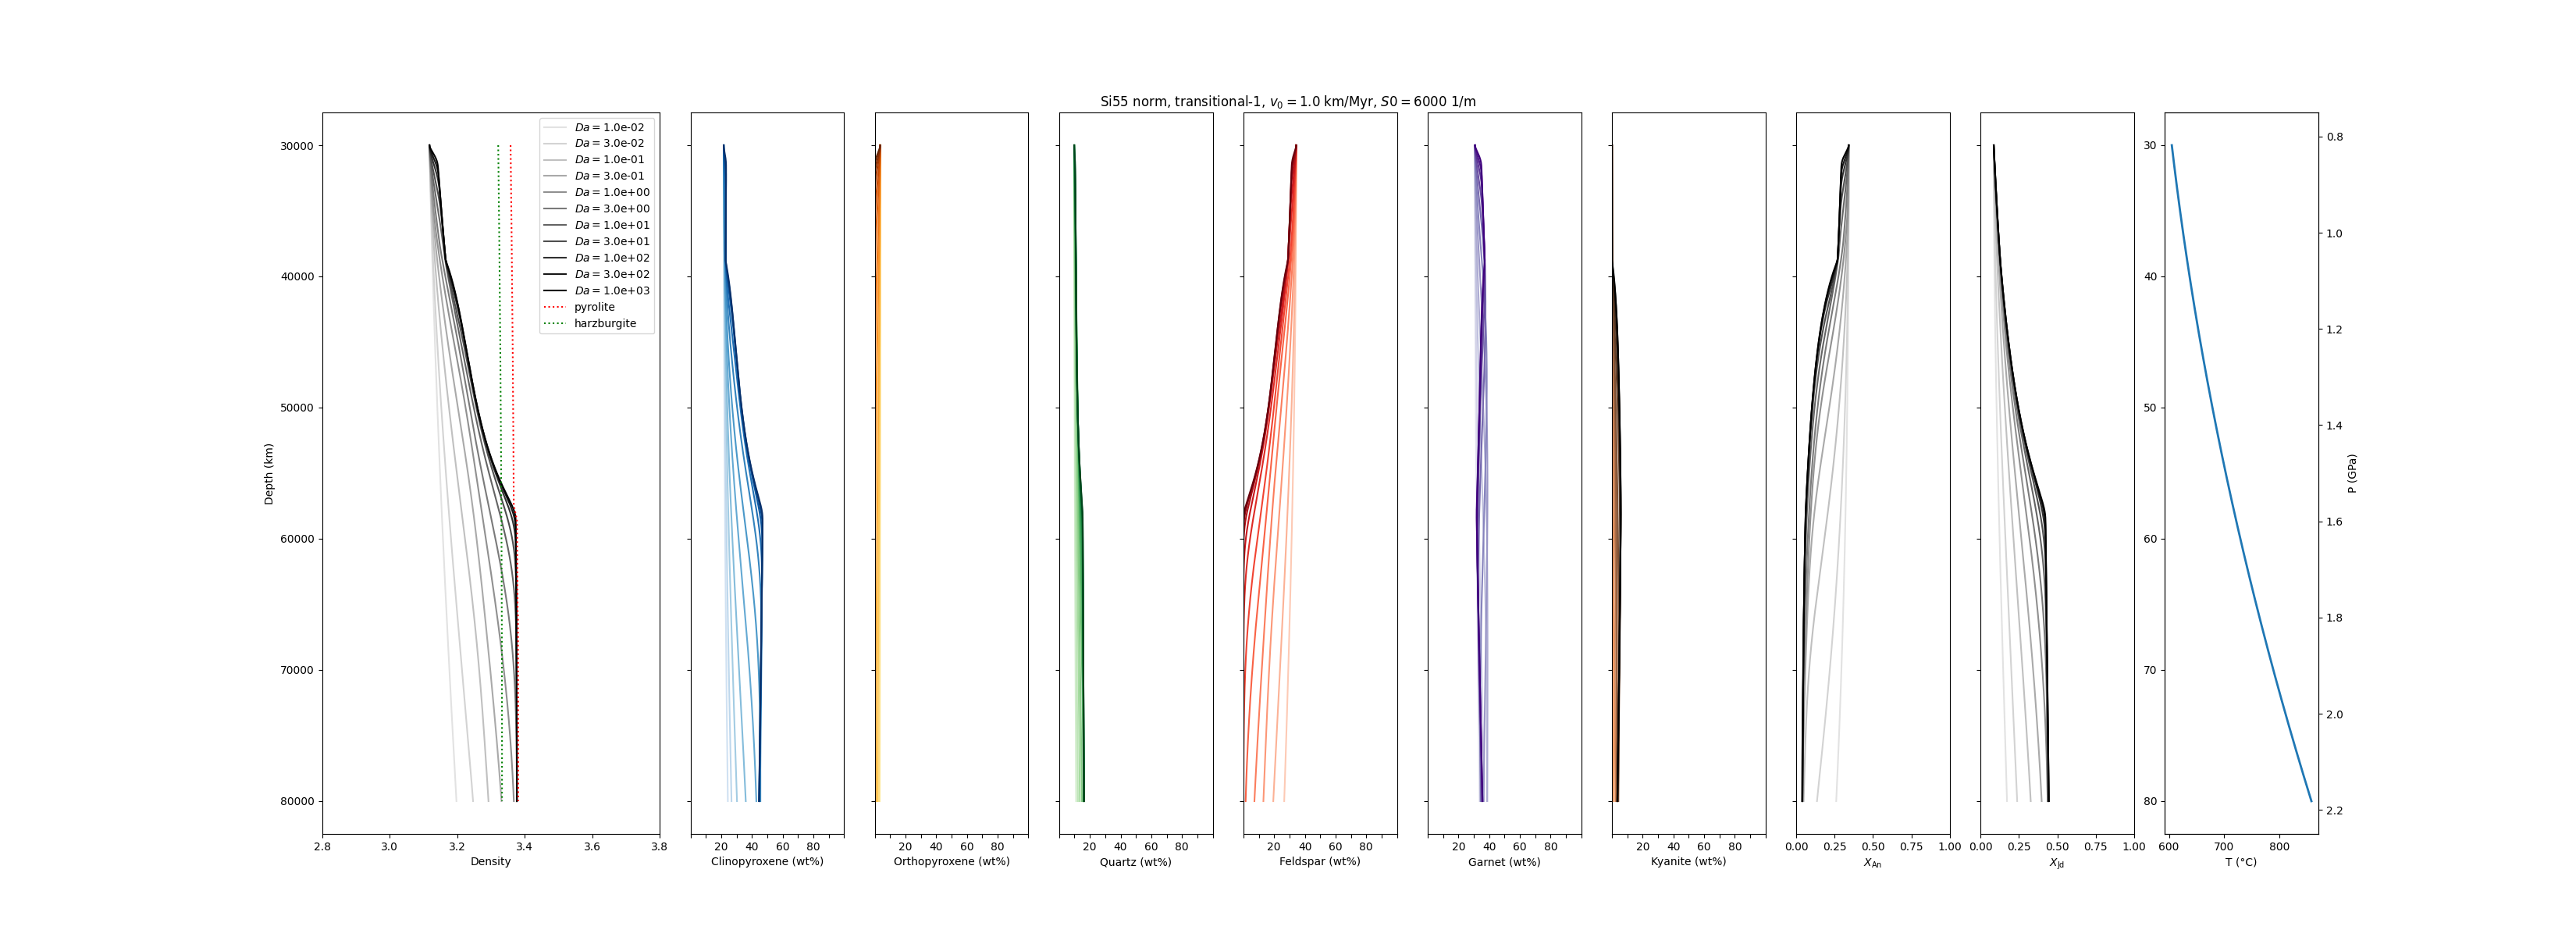 Si55 norm, transitional-1, v₀ = 1.0 km/Myr, S0 = 6000 1/m
Da = 1.0e-02
Da = 3.0e-02
Da = 1.0e-01
Da = 3.0e-01
Da = 1.0e+00
Da = 3.0e+00
Da = 1.0e+01
Da = 3.0e+01
Da = 1.0e+02
Da = 3.0e+02
Da = 1.0e+03
pyrolite
harzburgite
Depth (km)
30000
40000
50000
60000
70000
80000
2.8 3.0 3.2 3.4 3.6 3.8
Density
20 40 60 80
Clinopyroxene (wt%)
20 40 60 80
Orthopyroxene (wt%)
20 40 60 80
Quartz (wt%)
20 40 60 80
Feldspar (wt%)
20 40 60 80
Garnet (wt%)
20 40 60 80
Kyanite (wt%)
0.00 0.25 0.50 0.75 1.00
X_An
0.00 0.25 0.50 0.75 1.00
X_Jd
30
40
50
60
70
80
600 700 800
T (°C)
0.8
1.0
1.2
1.4
1.6
1.8
2.0
2.2
P (GPa)